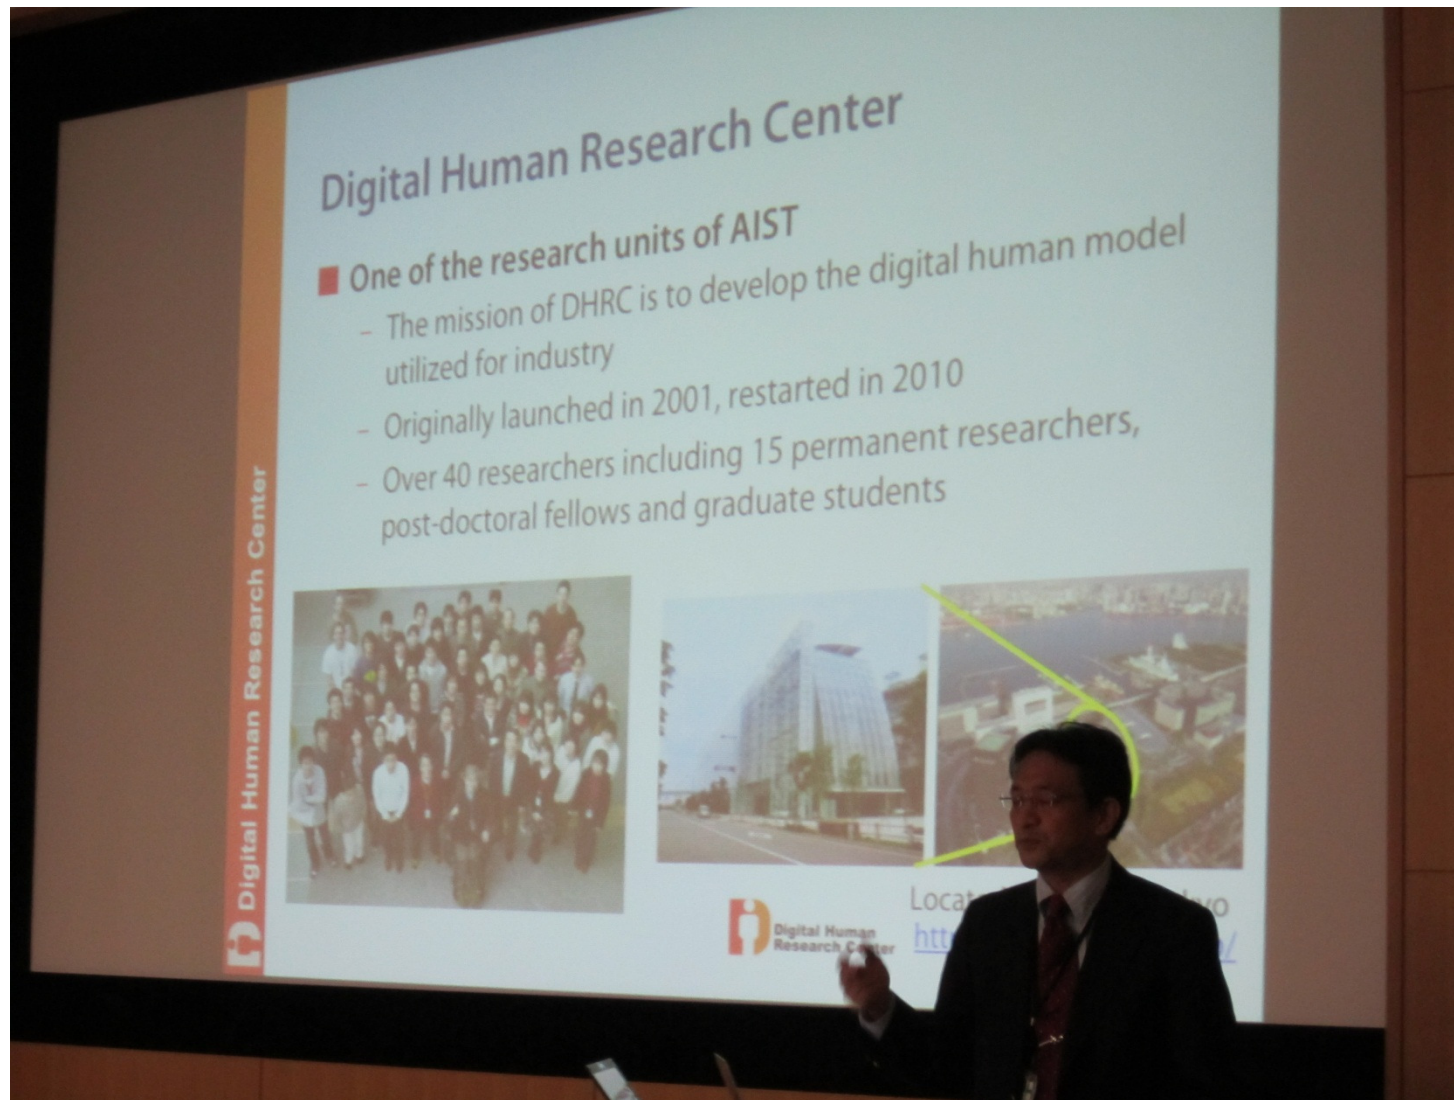 Digital Human Research Center
One of the research units of AIST
– The mission of DHRC is to develop the digital human model
utilized for industry
– Originally launched in 2001, restarted in 2010
– Over 40 researchers including 15 permanent researchers,
post-doctoral fellows and graduate students
Digital Human Research Center
Digital Human
Research Center